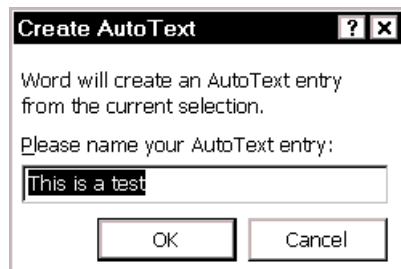 Create AutoText ? X
Word will create an AutoText entry
from the current selection.
Please name your AutoText entry:
This is a test
OK Cancel